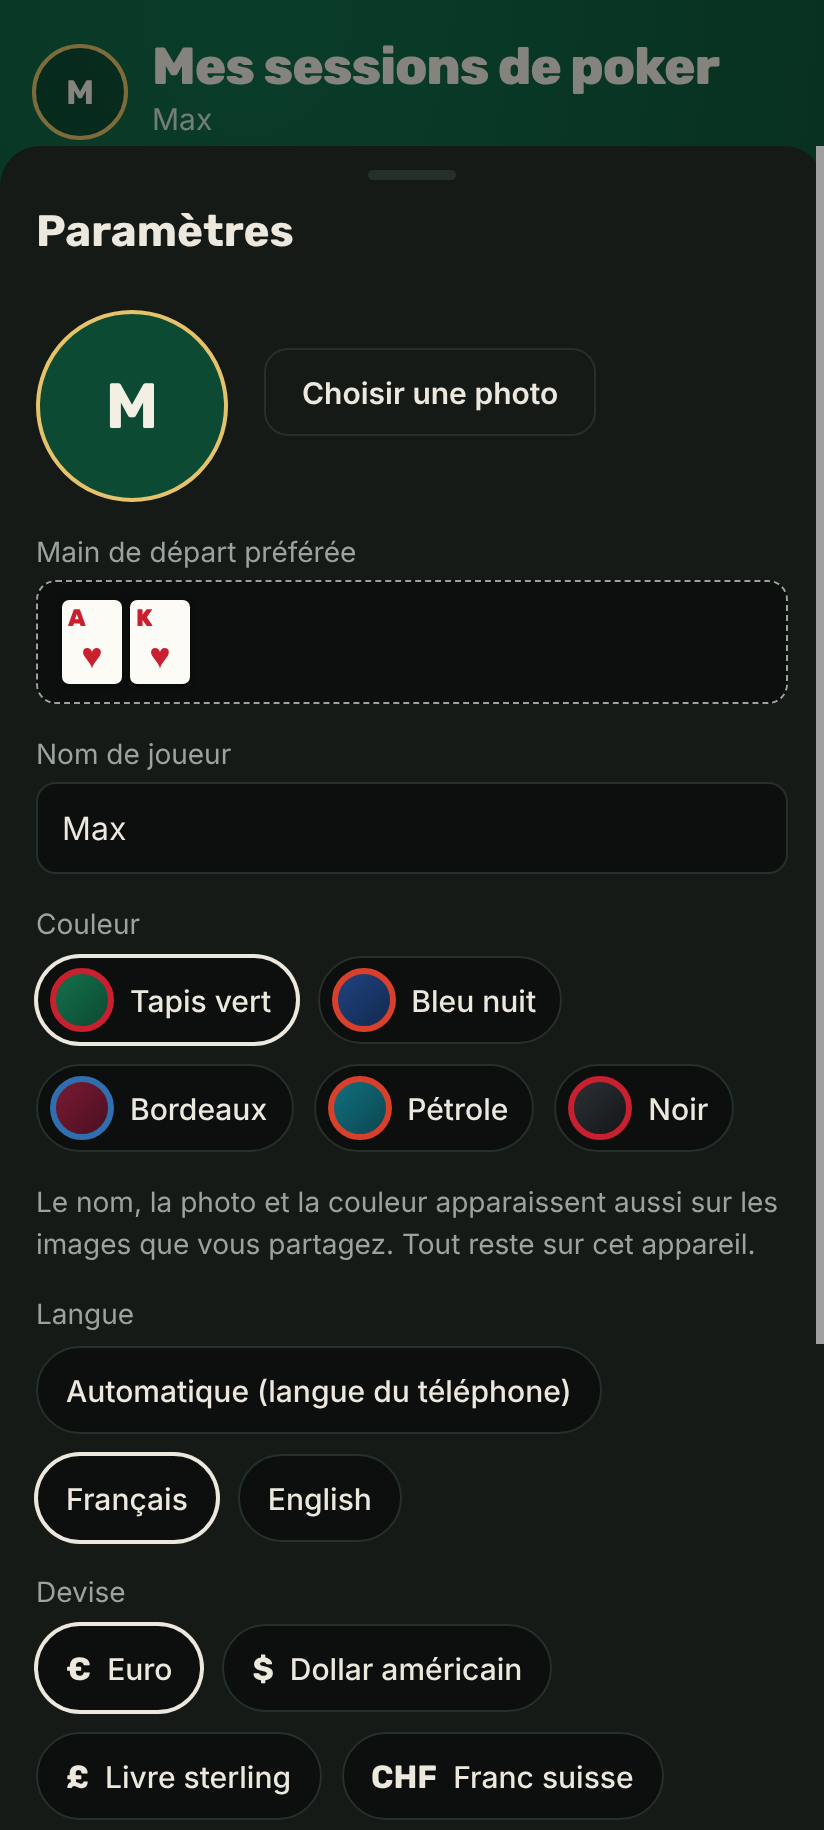 M
Mes sessions de poker
Max
Paramètres
M
Choisir une photo
Main de départ préférée
A ♥ K ♥
Nom de joueur
Max
Couleur
Tapis vert
Bleu nuit
Bordeaux
Pétrole
Noir
Le nom, la photo et la couleur apparaissent aussi sur les
images que vous partagez. Tout reste sur cet appareil.
Langue
Automatique (langue du téléphone)
Français
English
Devise
€ Euro
$ Dollar américain
£ Livre sterling
CHF Franc suisse